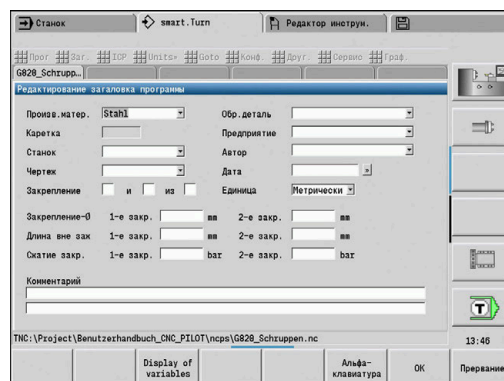 Станок smart.Turn Редактор инструм.
Прог Заг. ICP Units» Goto Конф. Друг. Сервис Граф.
G820_Schrupp…
Редактирование заголовка программы
Произв.матер. Stahl Обр.деталь
Каретка Предприятие
Станок Автор
Чертеж Дата »
Закрепление и из Единица Метрически
Закрепление-Ø 1-е закр. mm 2-е закр. mm
Длина вне зак 1-е закр. mm 2-е закр. mm
Сжатие закр. 1-е закр. bar 2-е закр. bar
Комментарий
TNC:\Project\Benutzerhandbuch_CNC_PILOT\ncps\G820_Schruppen.nc
T
13:46
Display of variables Альфа-клавиатура ОК Прервание